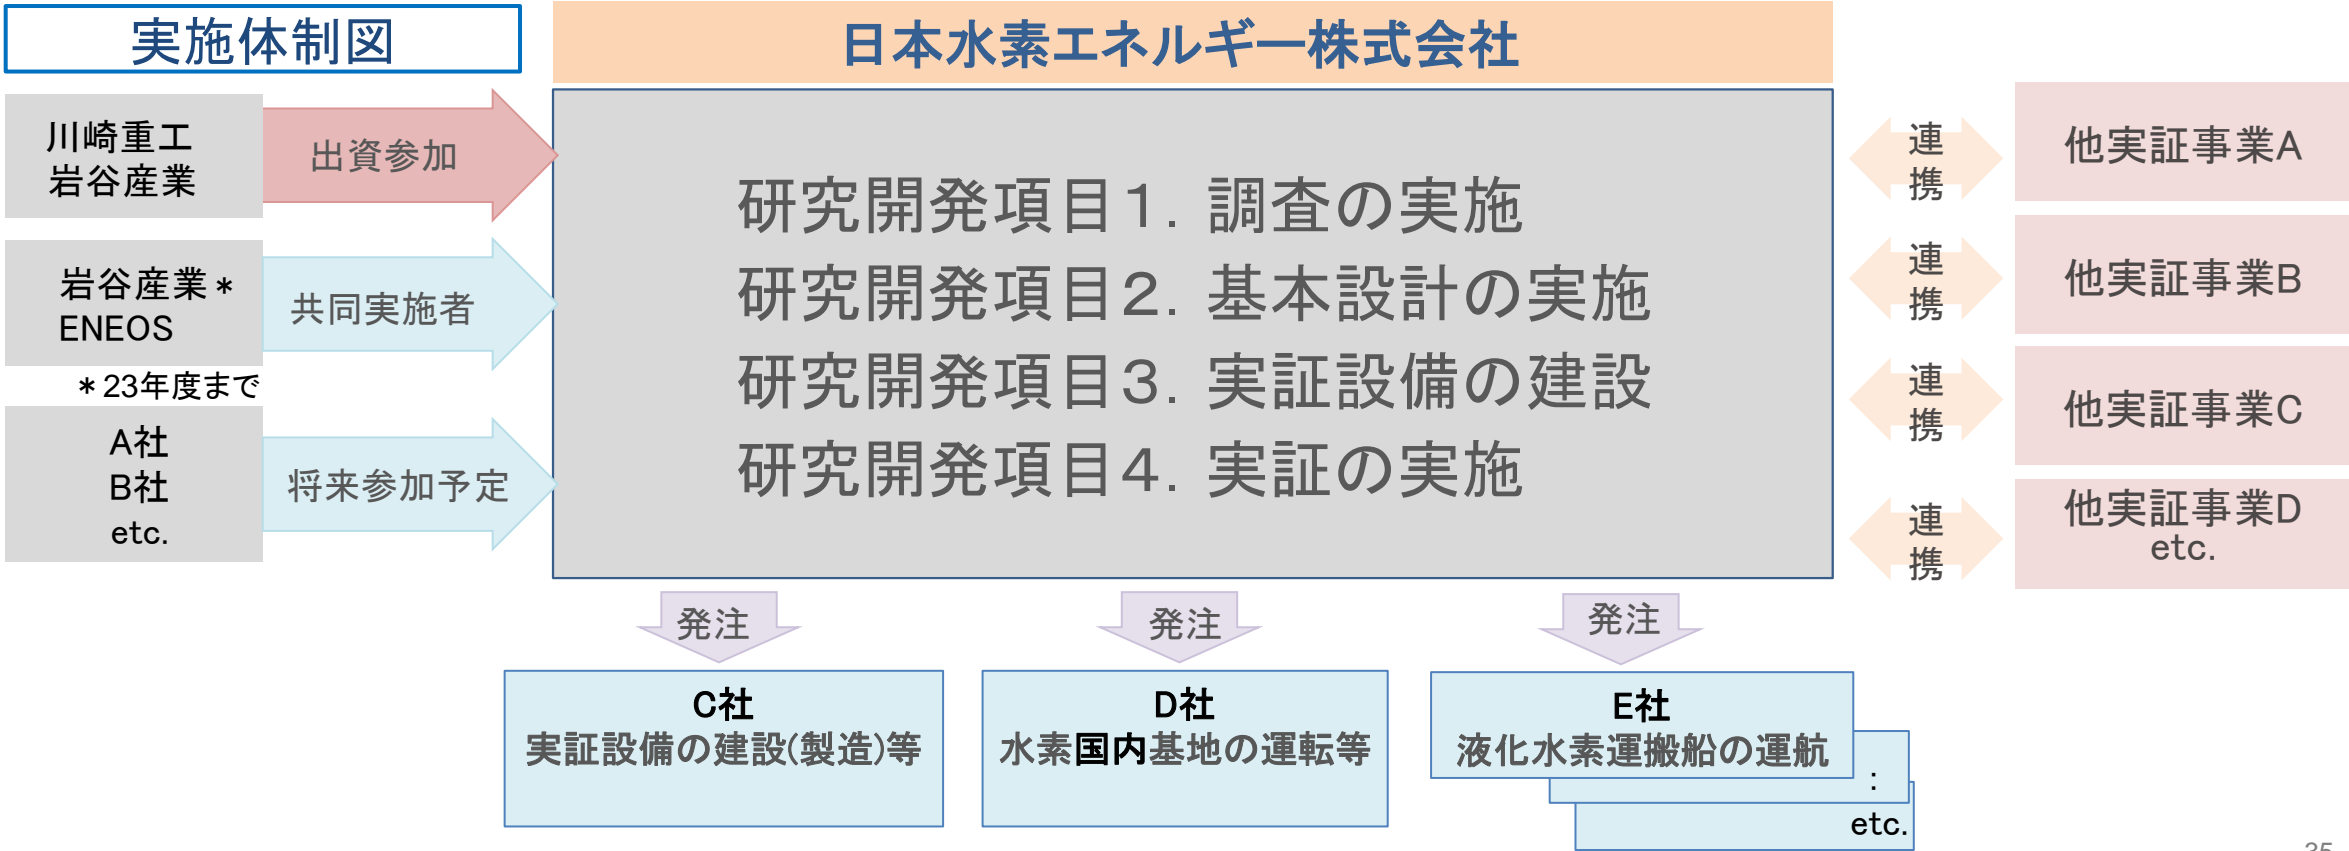 実施体制図
日本水素エネルギー株式会社
川崎重工
岩谷産業
出資参加
岩谷産業*
ENEOS
共同実施者
*23年度まで
A社
B社
etc.
将来参加予定
研究開発項目1. 調査の実施
研究開発項目2. 基本設計の実施
研究開発項目3. 実証設備の建設
研究開発項目4. 実証の実施
連
携
他実証事業A
連
携
他実証事業B
連
携
他実証事業C
連
携
他実証事業D
etc.
発注
発注
発注
C社
実証設備の建設(製造)等
D社
水素国内基地の運転等
E社
液化水素運搬船の運航
:
etc.